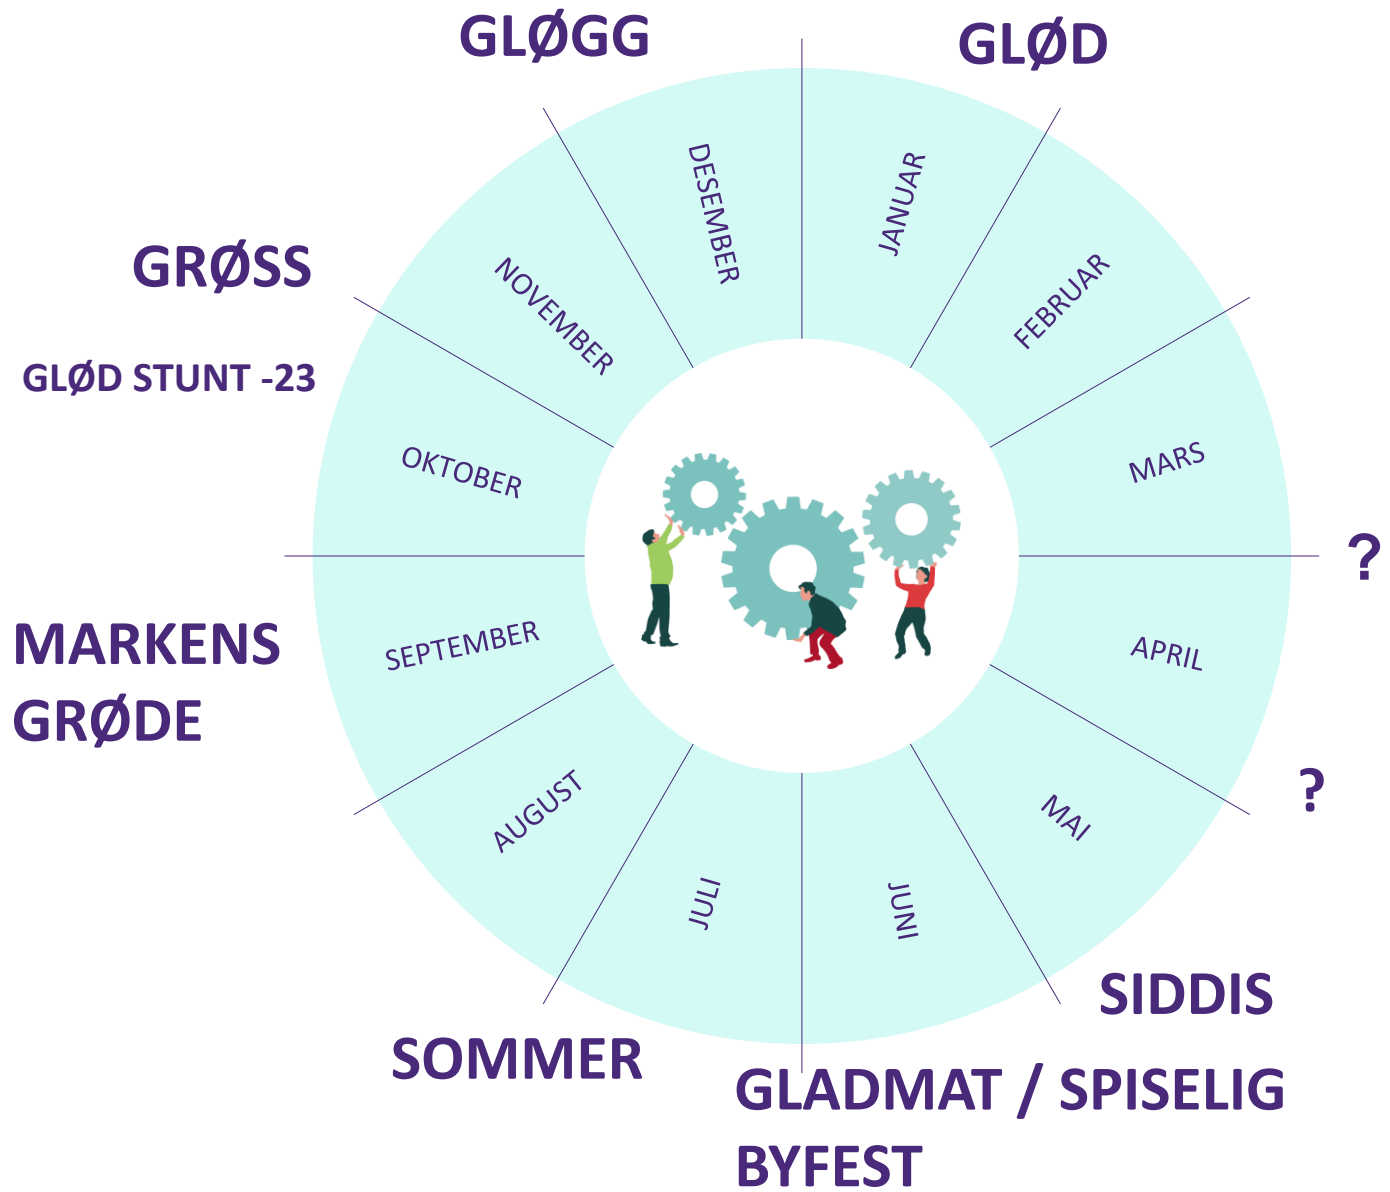 GLØGG
GLØD
DESEMBER
JANUAR
GRØSS
NOVEMBER
FEBRUAR
GLØD STUNT -23
OKTOBER
MARS
?
MARKENS
GRØDE
SEPTEMBER
APRIL
?
AUGUST
MAI
JULI
JUNI
SIDDIS
SOMMER
GLADMAT / SPISELIG
BYFEST